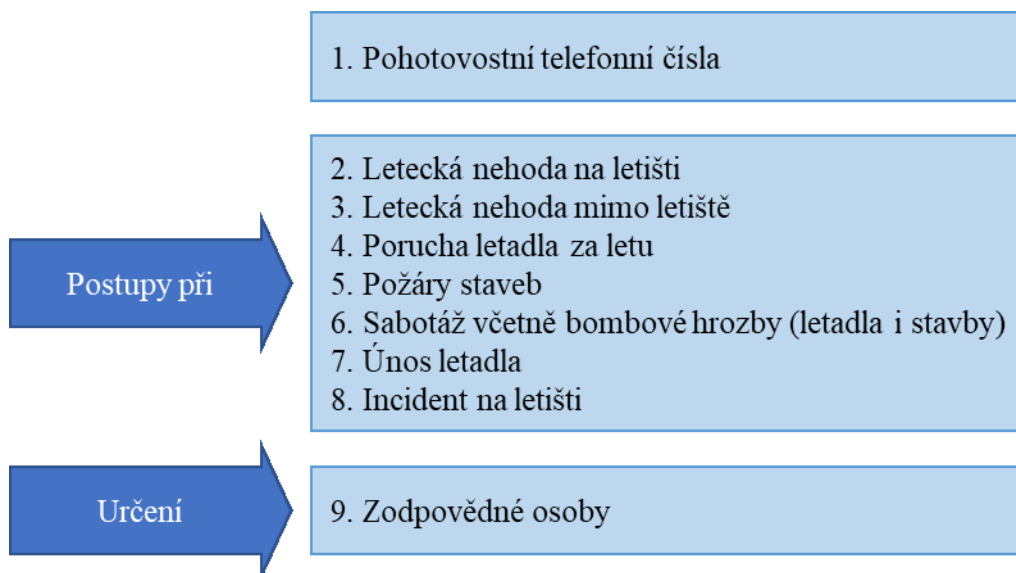 1. Pohotovostní telefonní čísla
Postupy při
2. Letecká nehoda na letišti
3. Letecká nehoda mimo letiště
4. Porucha letadla za letu
5. Požáry staveb
6. Sabotáž včetně bombové hrozby (letadla i stavby)
7. Únos letadla
8. Incident na letišti
Určení
9. Zodpovědné osoby